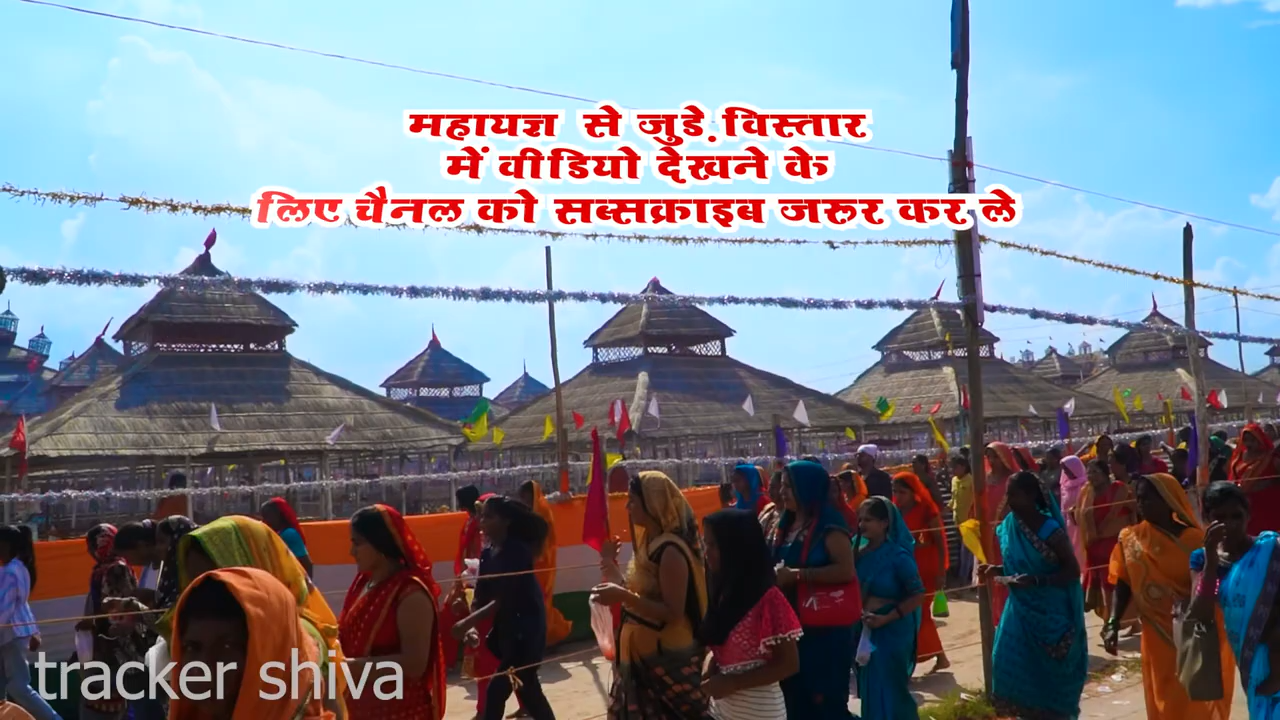 महायज्ञ से जुडे. विस्तार
में वीडियो देखने के
लिए चैनल को सब्सक्राइब जरूर कर ले
tracker shiva